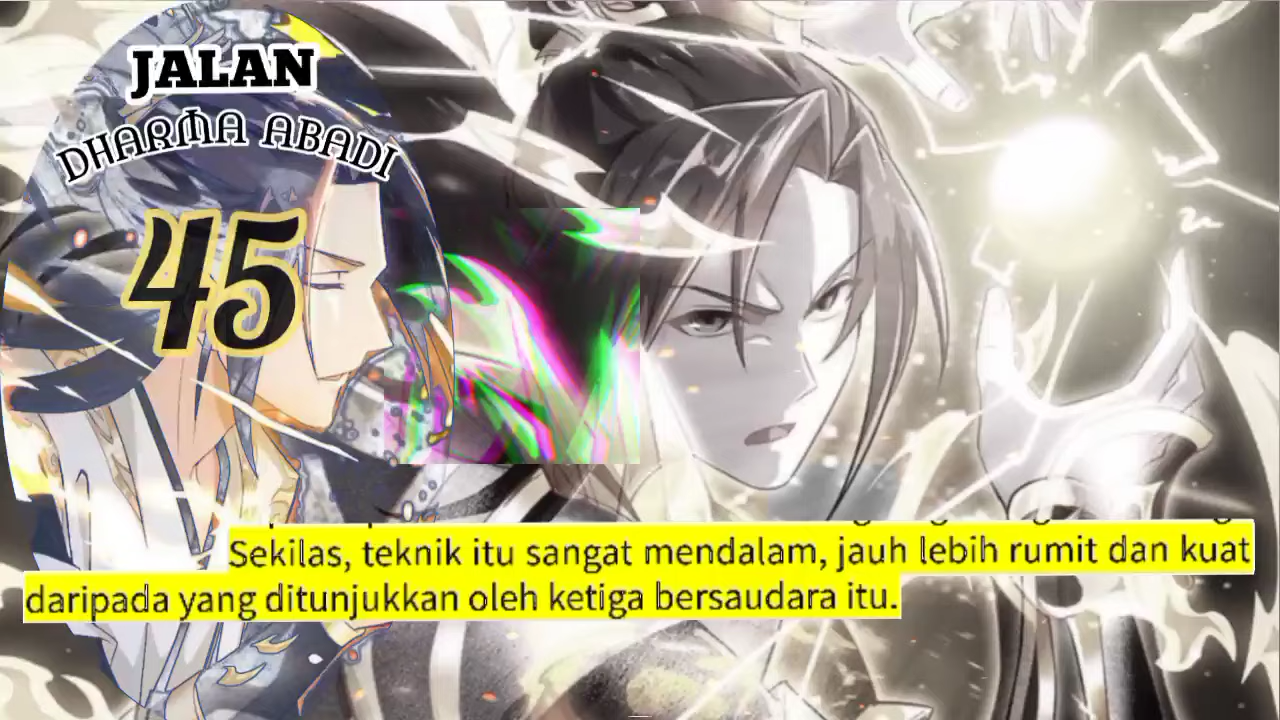 JALAN
DHARMA ABADI
45
Sekilas, teknik itu sangat mendalam, jauh lebih rumit dan kuat
daripada yang ditunjukkan oleh ketiga bersaudara itu.